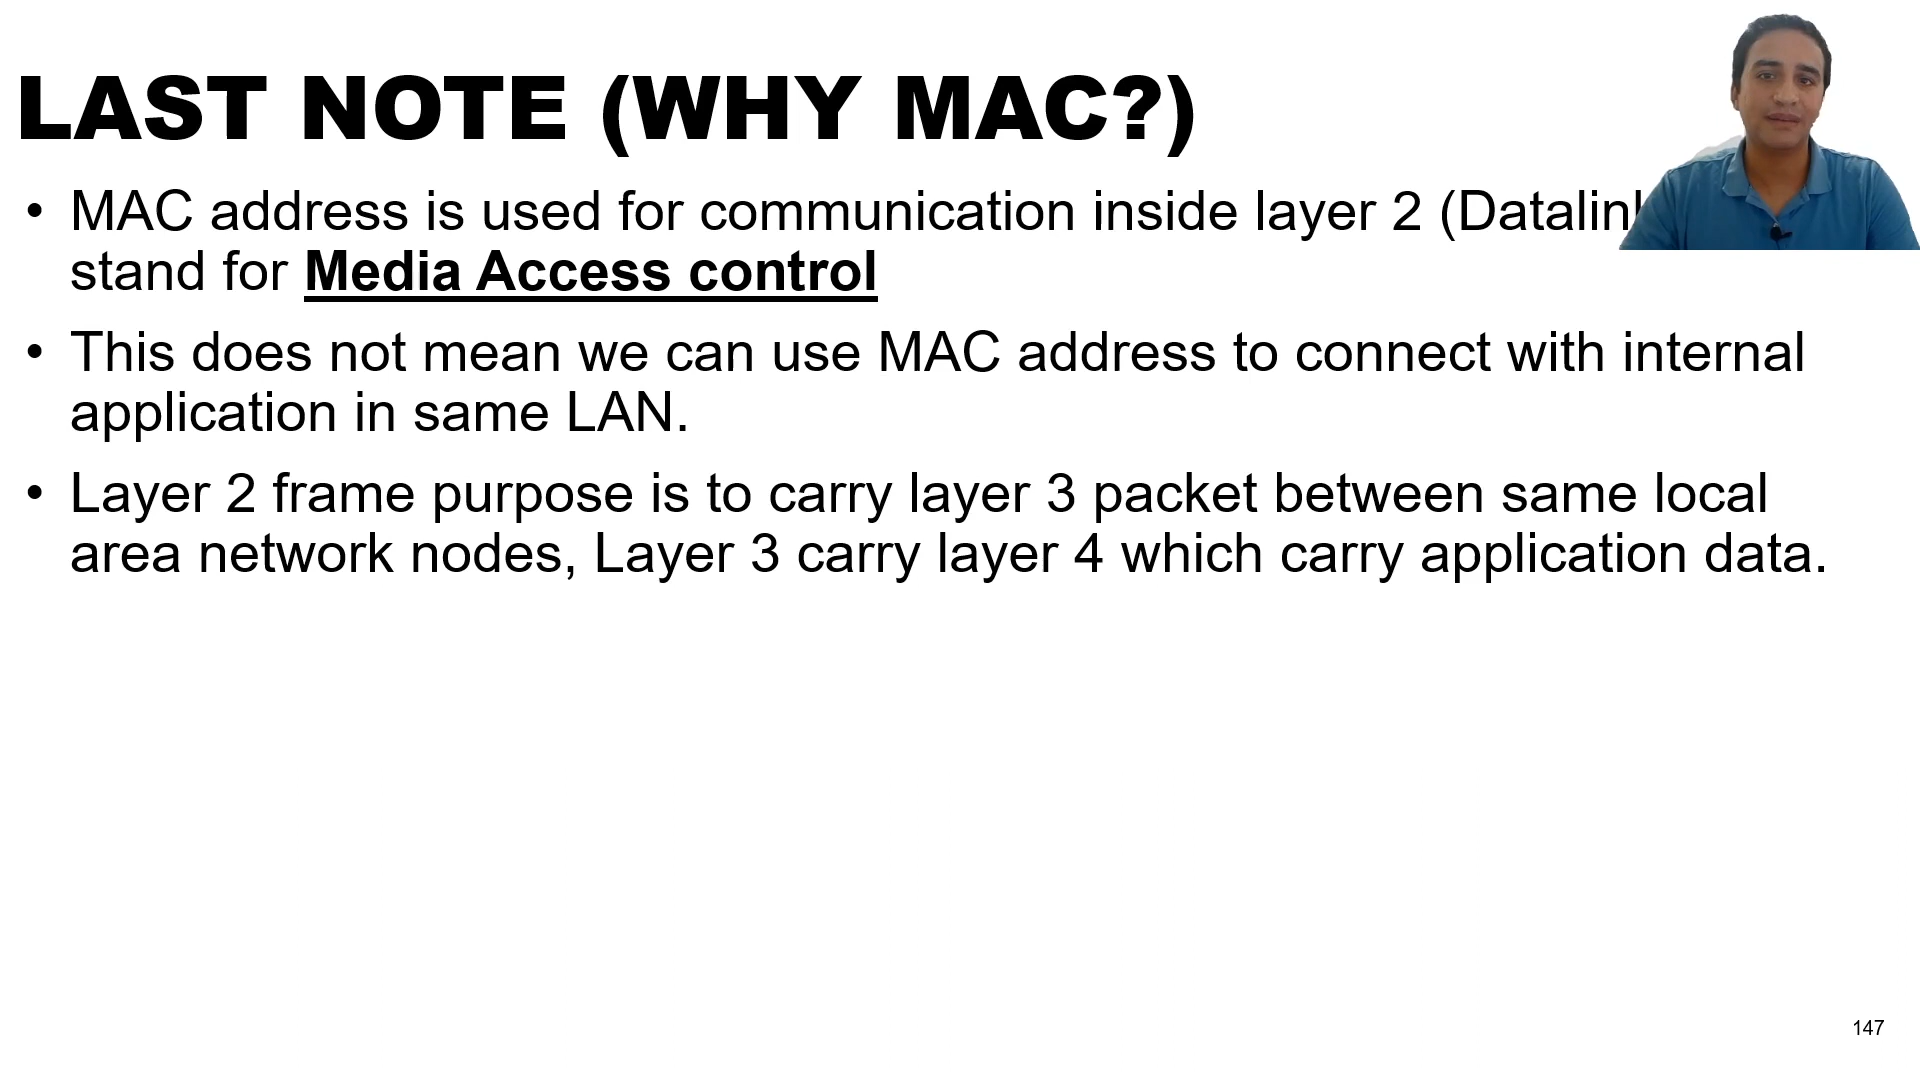 LAST NOTE (WHY MAC?)
• MAC address is used for communication inside layer 2 (Datalin
stand for Media Access control
• This does not mean we can use MAC address to connect with internal
application in same LAN.
• Layer 2 frame purpose is to carry layer 3 packet between same local
area network nodes, Layer 3 carry layer 4 which carry application data.
147